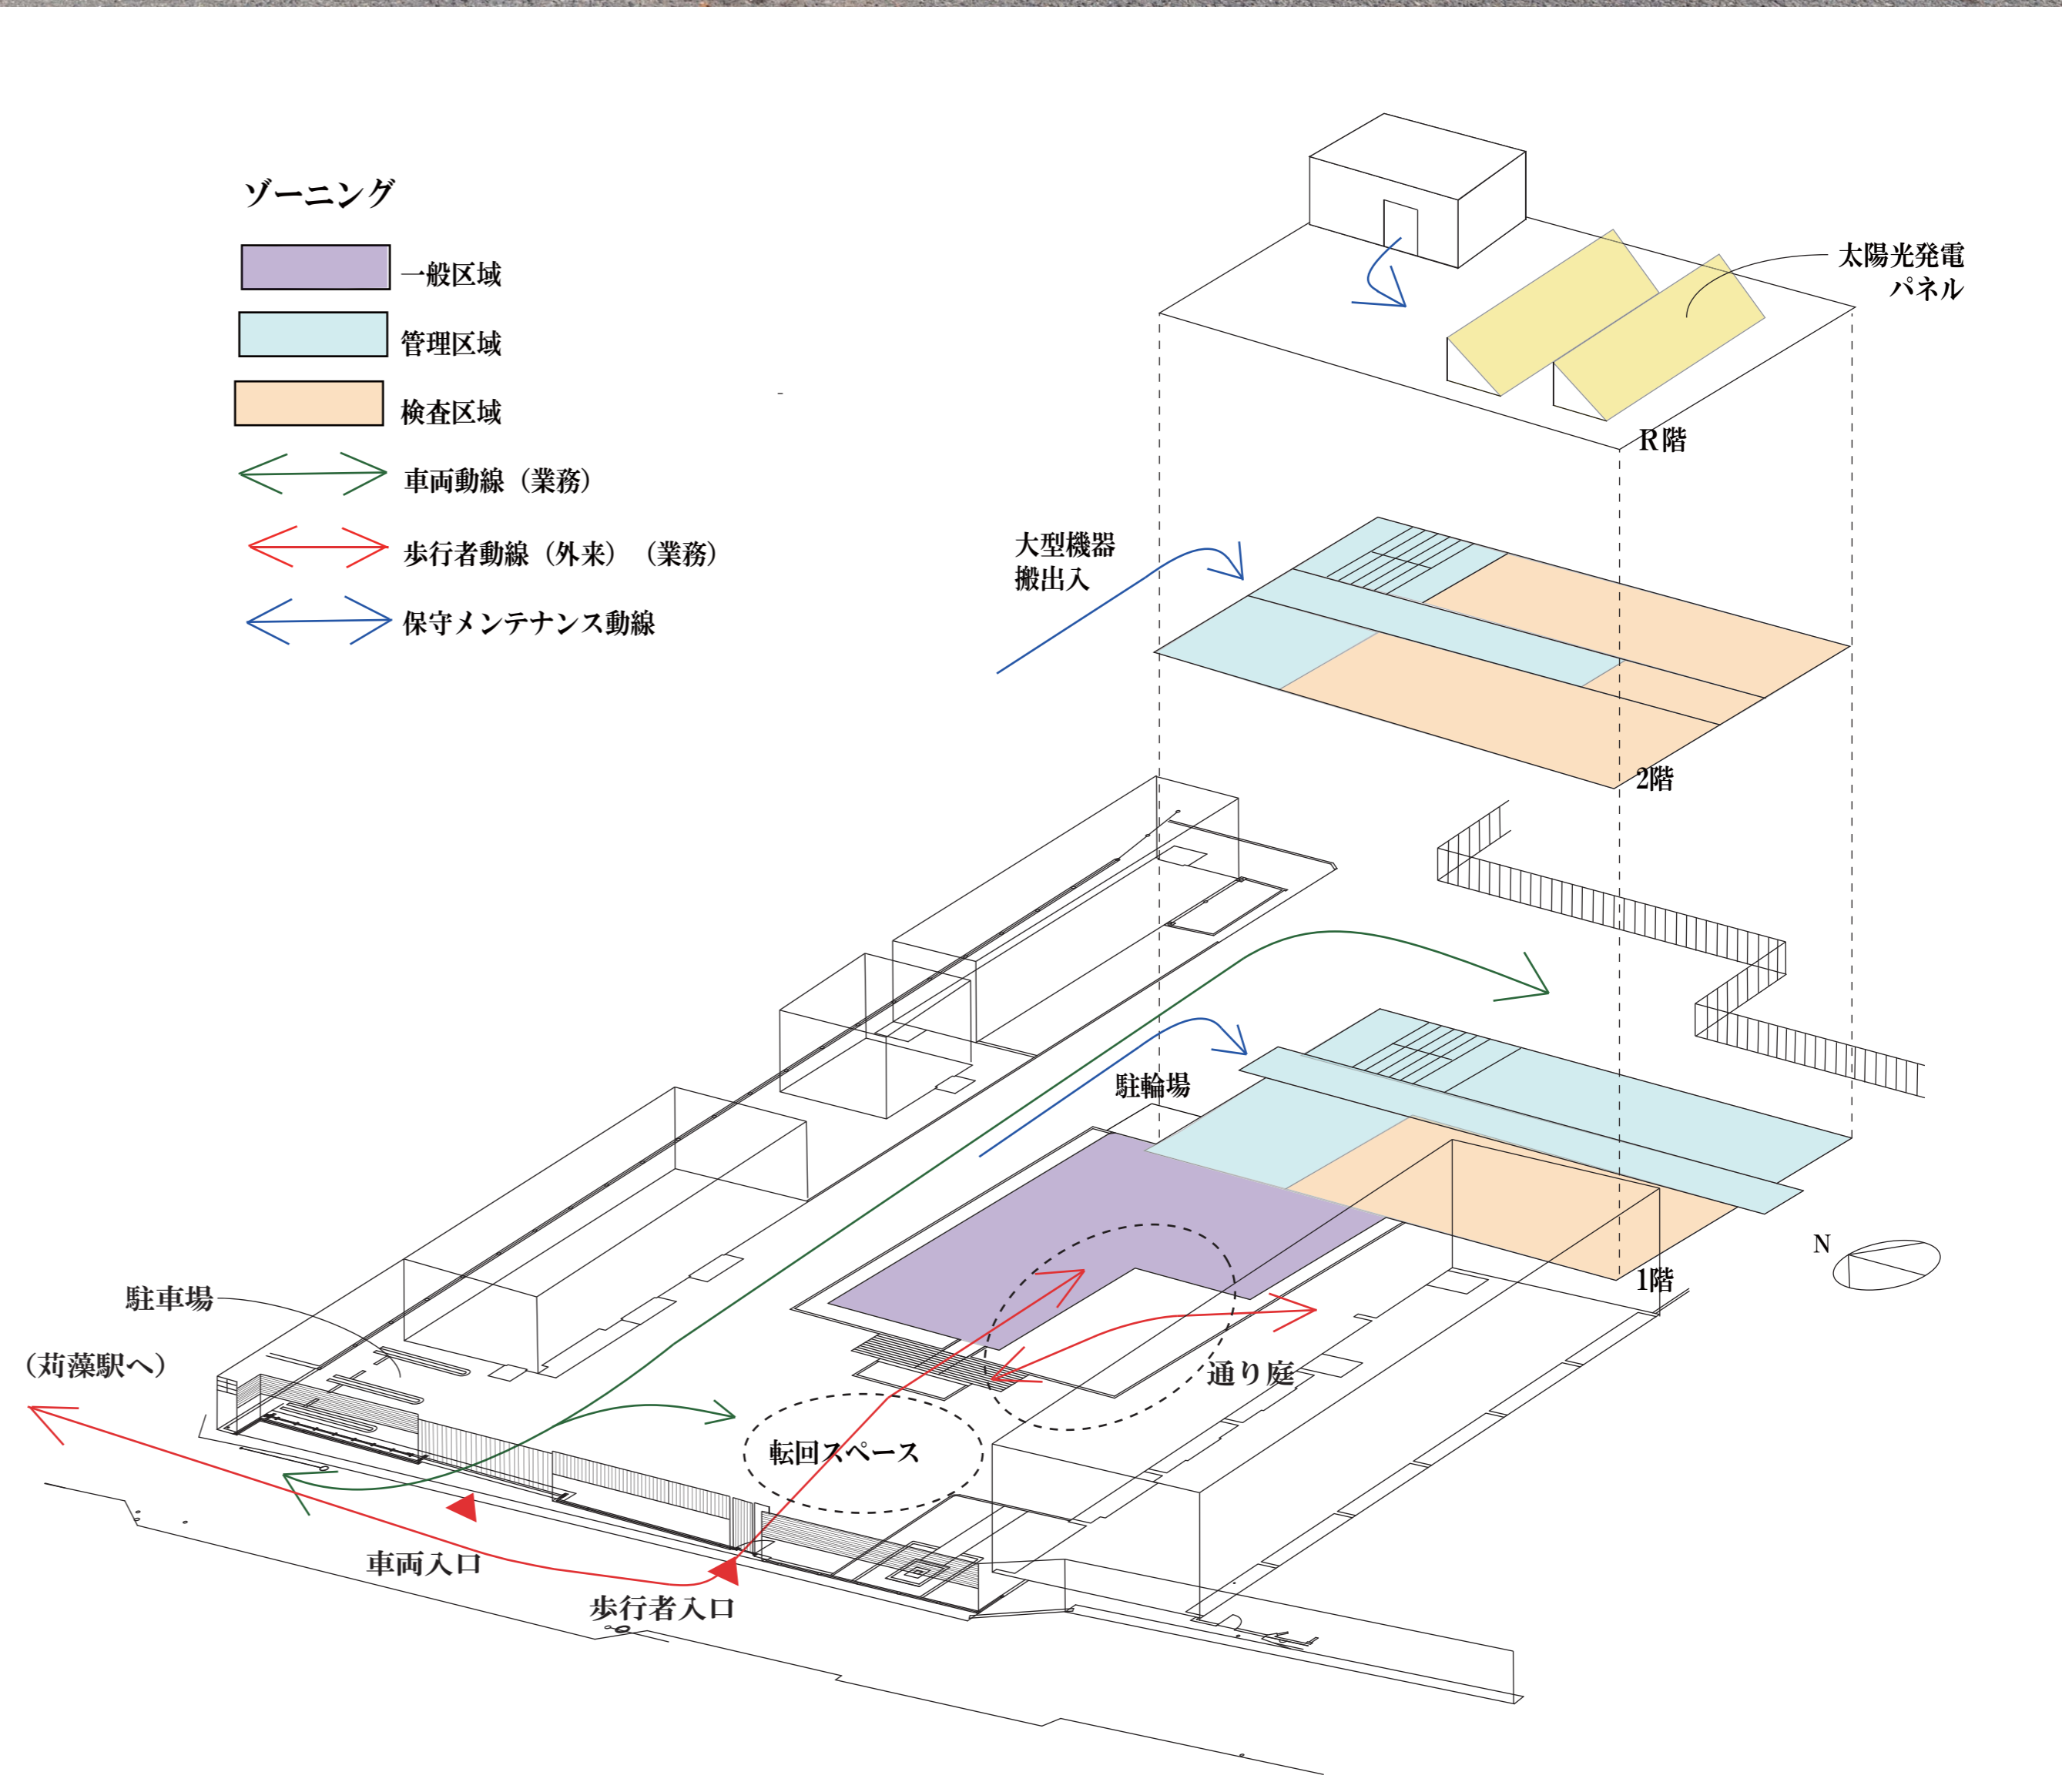 ゾーニング
一般区域
管理区域
検査区域
車両動線（業務）
歩行者動線（外来）（業務）
保守メンテナンス動線
太陽光発電
パネル
R階
大型機器
搬出入
2階
駐輪場
N
1階
駐車場
（苅藻駅へ）
通り庭
転回スペース
車両入口
歩行者入口